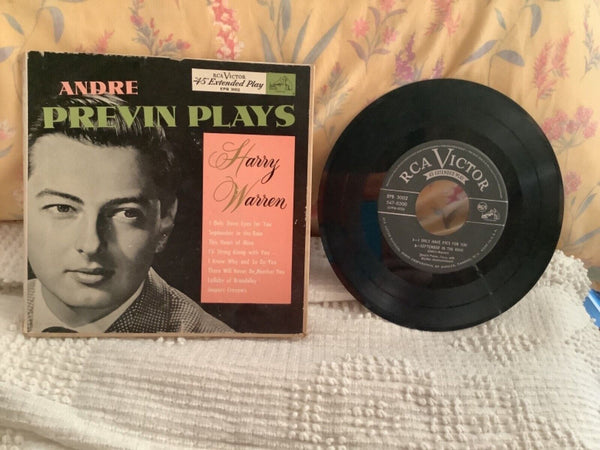 ANDRE
PREVIN PLAYS
RCA VICTOR
"45" Extended Play
EPB 3002
Harry
Warren
I Only Have Eyes for You
September in the Rain
This Heart of Mine
I'll String Along with You
I Know Why and So Do You
There Will Never Be Another You
Lullaby of Broadway
Jeepers Creepers
RCA VICTOR
45 EXTENDED PLAY
EPB 3002
547-0300
1—I ONLY HAVE EYES FOR YOU
2—SEPTEMBER IN THE RAIN